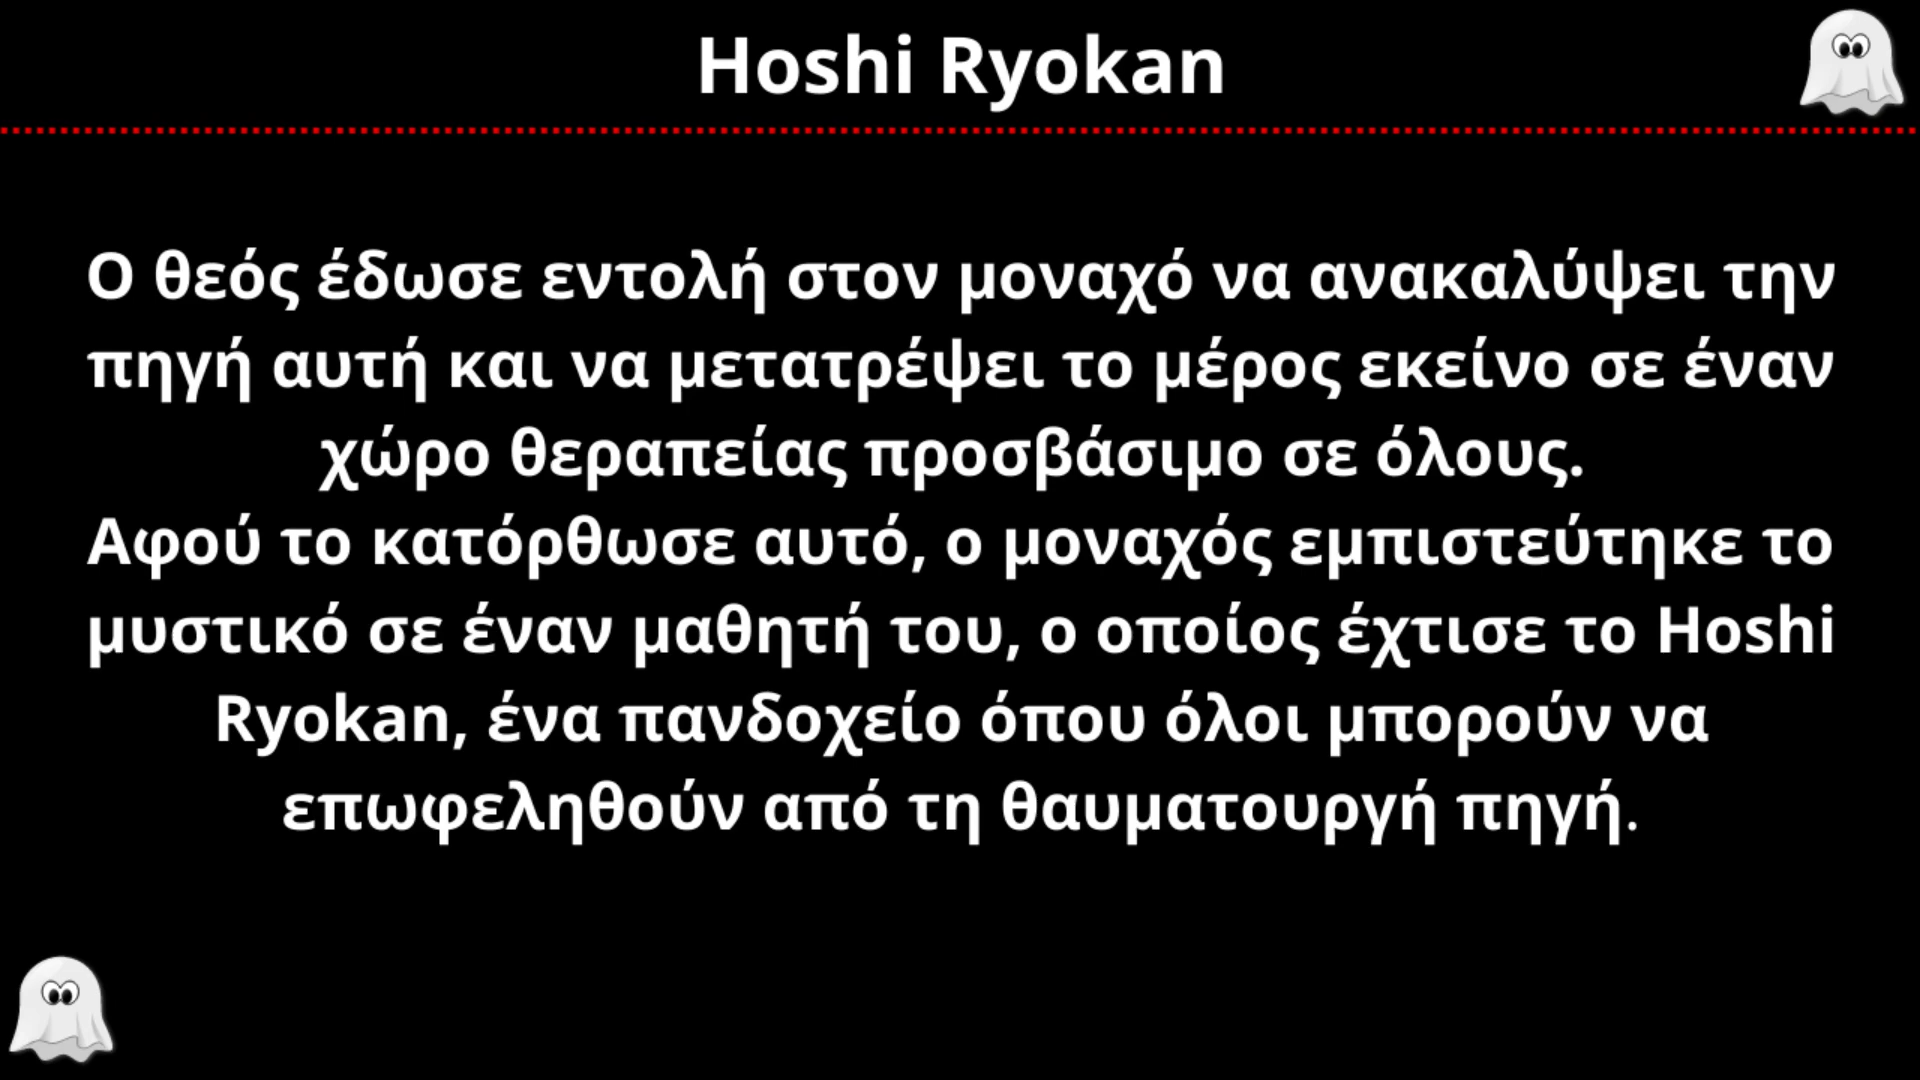 Hoshi Ryokan
Ο θεός έδωσε εντολή στον μοναχό να ανακαλύψει την
πηγή αυτή και να μετατρέψει το μέρος εκείνο σε έναν
χώρο θεραπείας προσβάσιμο σε όλους.
Αφού το κατόρθωσε αυτό, ο μοναχός εμπιστεύτηκε το
μυστικό σε έναν μαθητή του, ο οποίος έχτισε το Hoshi
Ryokan, ένα πανδοχείο όπου όλοι μπορούν να
επωφεληθούν από τη θαυματουργή πηγή.